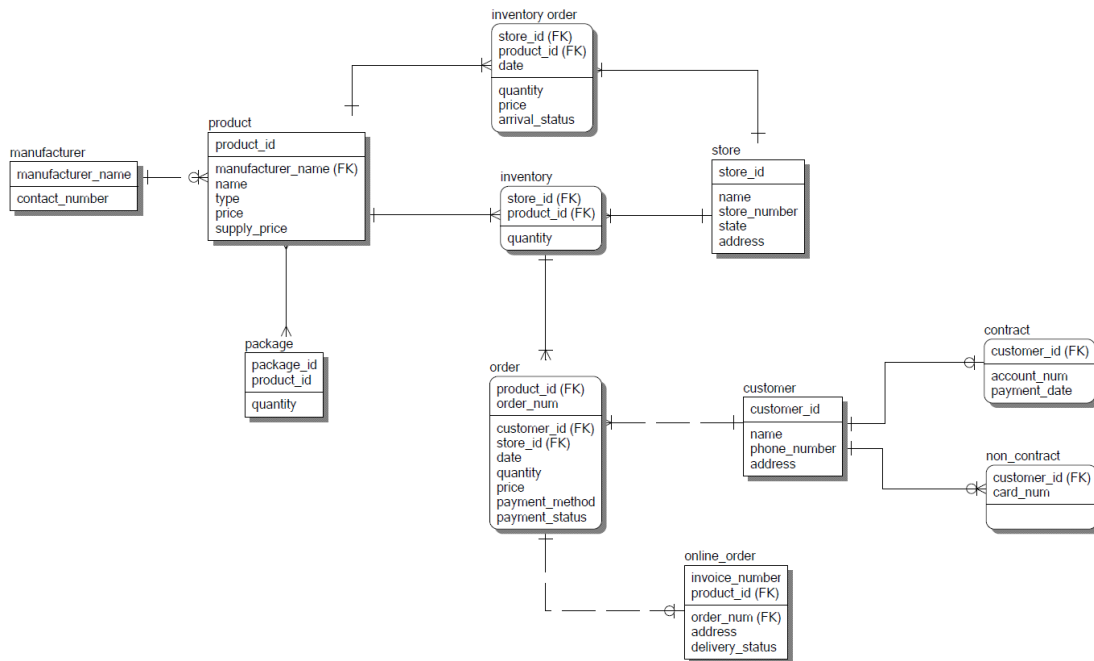 inventory order
store_id (FK)
product_id (FK)
date
quantity
price
arrival_status
product
product_id
manufacturer_name (FK)
name
type
price
supply_price
manufacturer
manufacturer_name
contact_number
store
store_id
name
store_number
state
address
inventory
store_id (FK)
product_id (FK)
quantity
package
package_id
product_id
quantity
order
product_id (FK)
order_num
customer_id (FK)
store_id (FK)
date
quantity
price
payment_method
payment_status
customer
customer_id
name
phone_number
address
contract
customer_id (FK)
account_num
payment_date
non_contract
customer_id (FK)
card_num
online_order
invoice_number
product_id (FK)
order_num (FK)
address
delivery_status